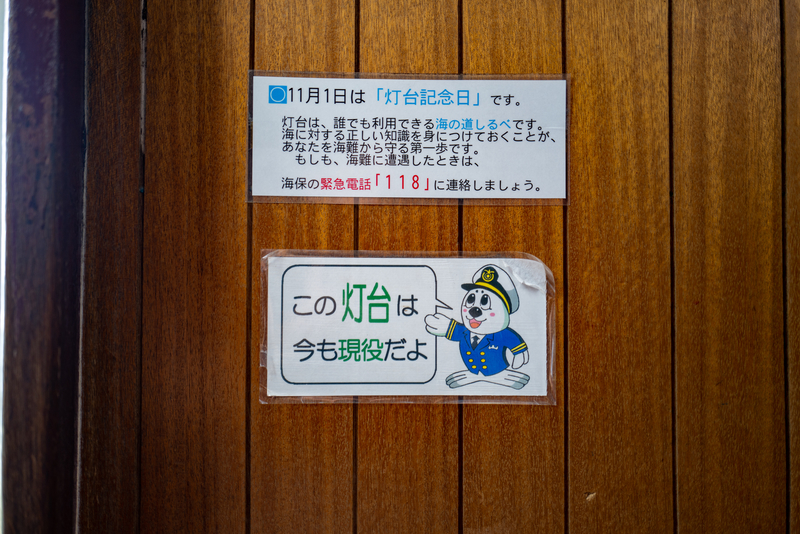 ◯11月1日は「灯台記念日」です。
灯台は、誰でも利用できる海の道しるべです。
海に対する正しい知識を身につけておくことが、
あなたを海難から守る第一歩です。
もしも、海難に遭遇したときは、
海保の緊急電話「118」に連絡しましょう。
この灯台は
今も現役だよ